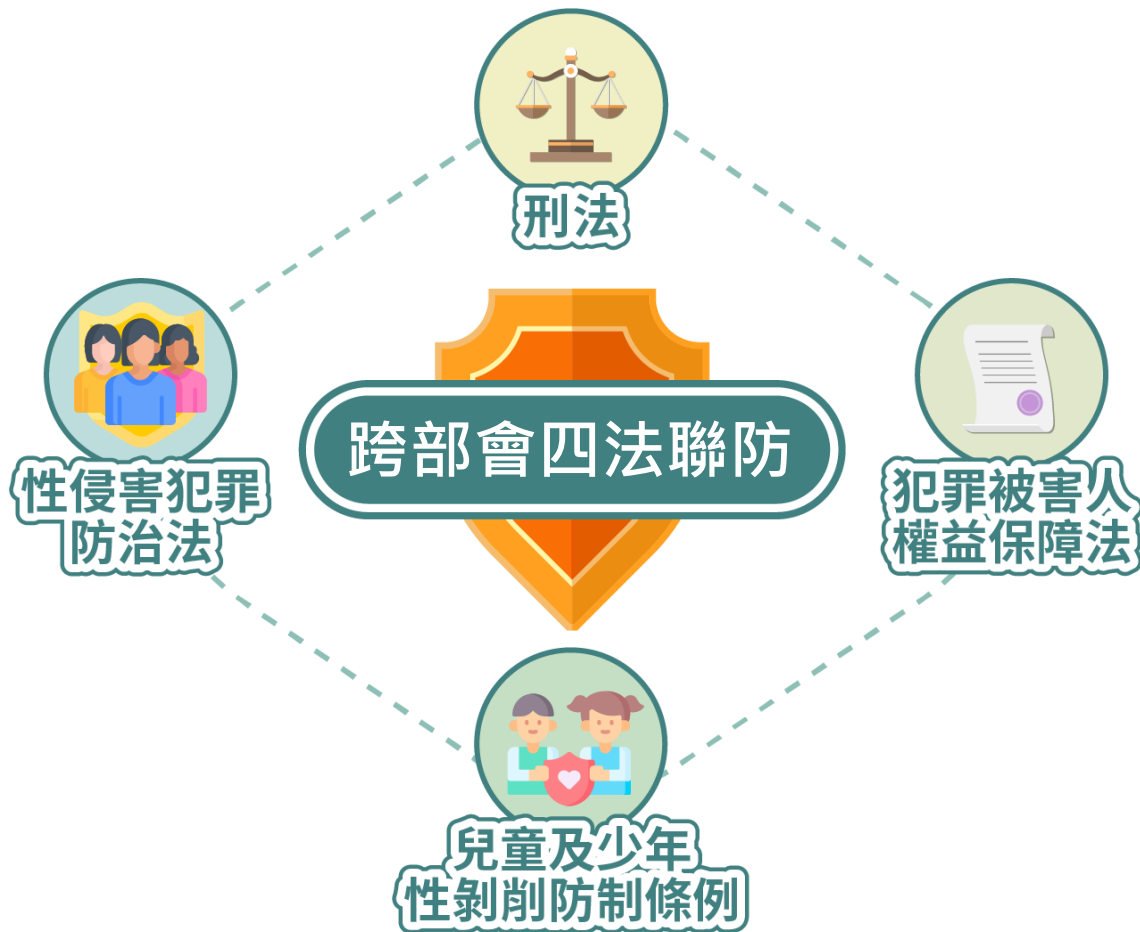 刑法
跨部會四法聯防
性侵害犯罪
防治法
犯罪被害人
權益保障法
兒童及少年
性剝削防制條例